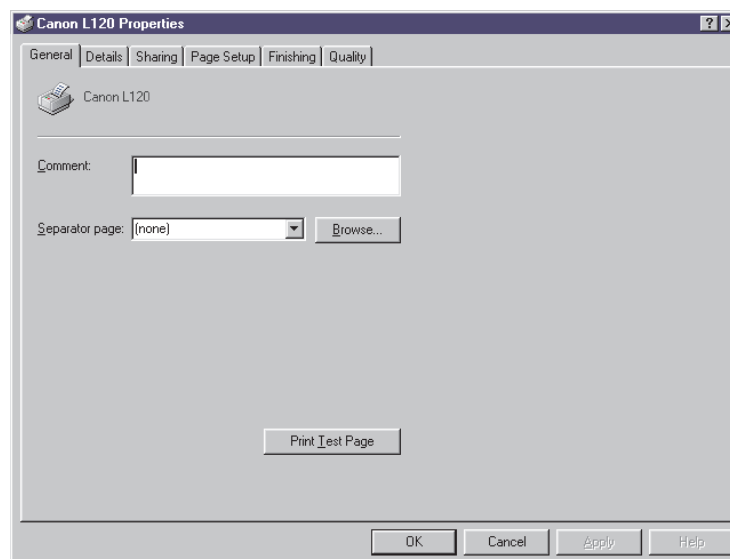 Canon L120 Properties
General Details Sharing Page Setup Finishing Quality
Canon L120
Comment:
Separator page: (none) Browse...
Print Test Page
OK Cancel Apply Help